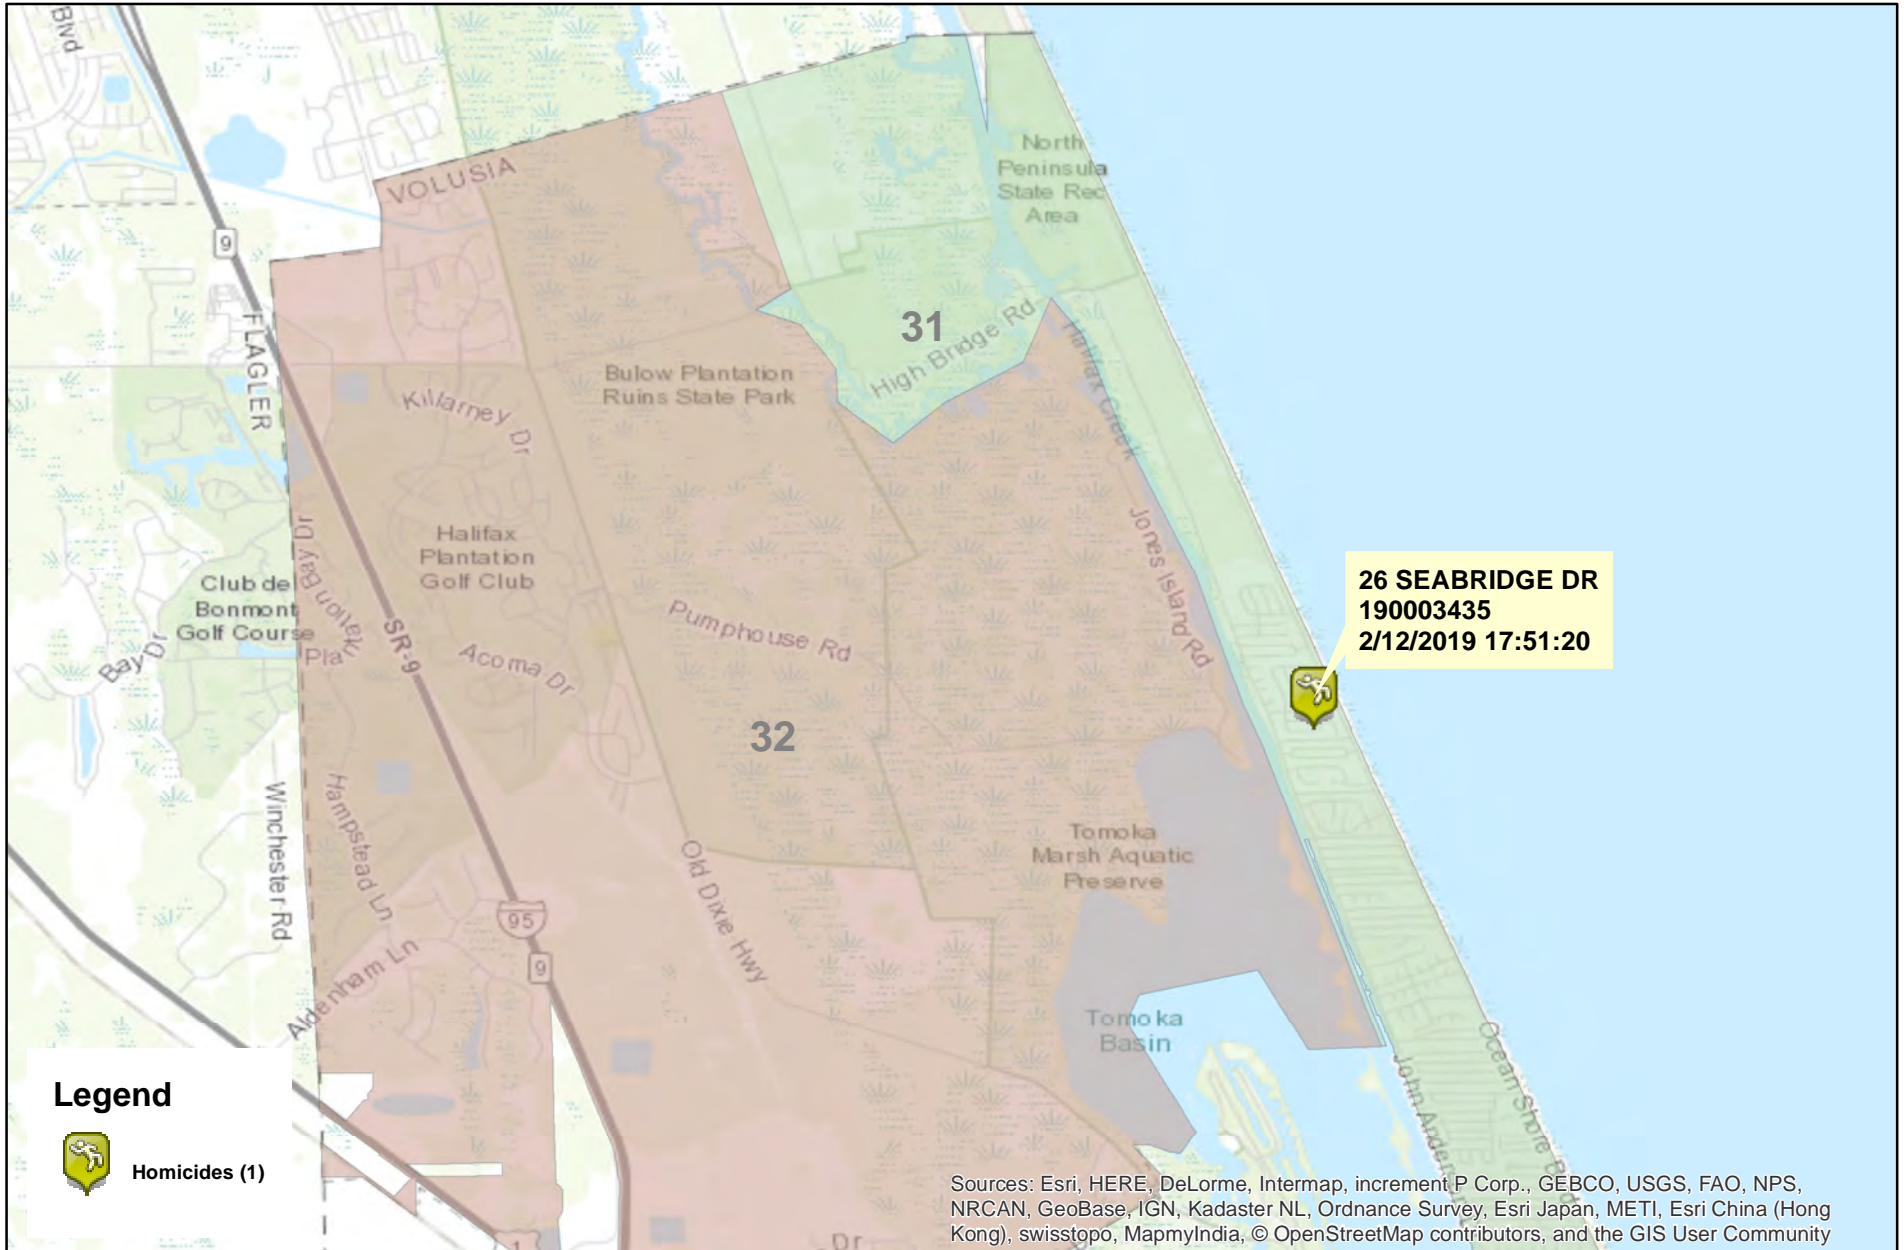 Blvd
VOLUSIA
9
FLAGLER
North
Peninsula
State Rec
Area
31
High Bridge Rd
Halifax Creek
Bulow Plantation
Ruins State Park
Killarney Dr
Halifax
Plantation
Golf Club
Jones Island Rd
Club del
Bonmont
Golf Course
Plantation Bay Dr
Bay Dr
SR-9
Acoma Dr
Pumphouse Rd
26 SEABRIDGE DR
190003435
2/12/2019 17:51:20
32
Winchester Rd
Hampstead Ln
Old Dixie Hwy
Tomoka
Marsh Aquatic
Preserve
95
9
Aldenham Ln
Tomoka
Basin
Ocean Shore Blvd
John Anderson
Legend
Homicides (1)
1
Dr
Sources: Esri, HERE, DeLorme, Intermap, increment P Corp., GEBCO, USGS, FAO, NPS,
NRCAN, GeoBase, IGN, Kadaster NL, Ordnance Survey, Esri Japan, METI, Esri China (Hong
Kong), swisstopo, MapmyIndia, © OpenStreetMap contributors, and the GIS User Community